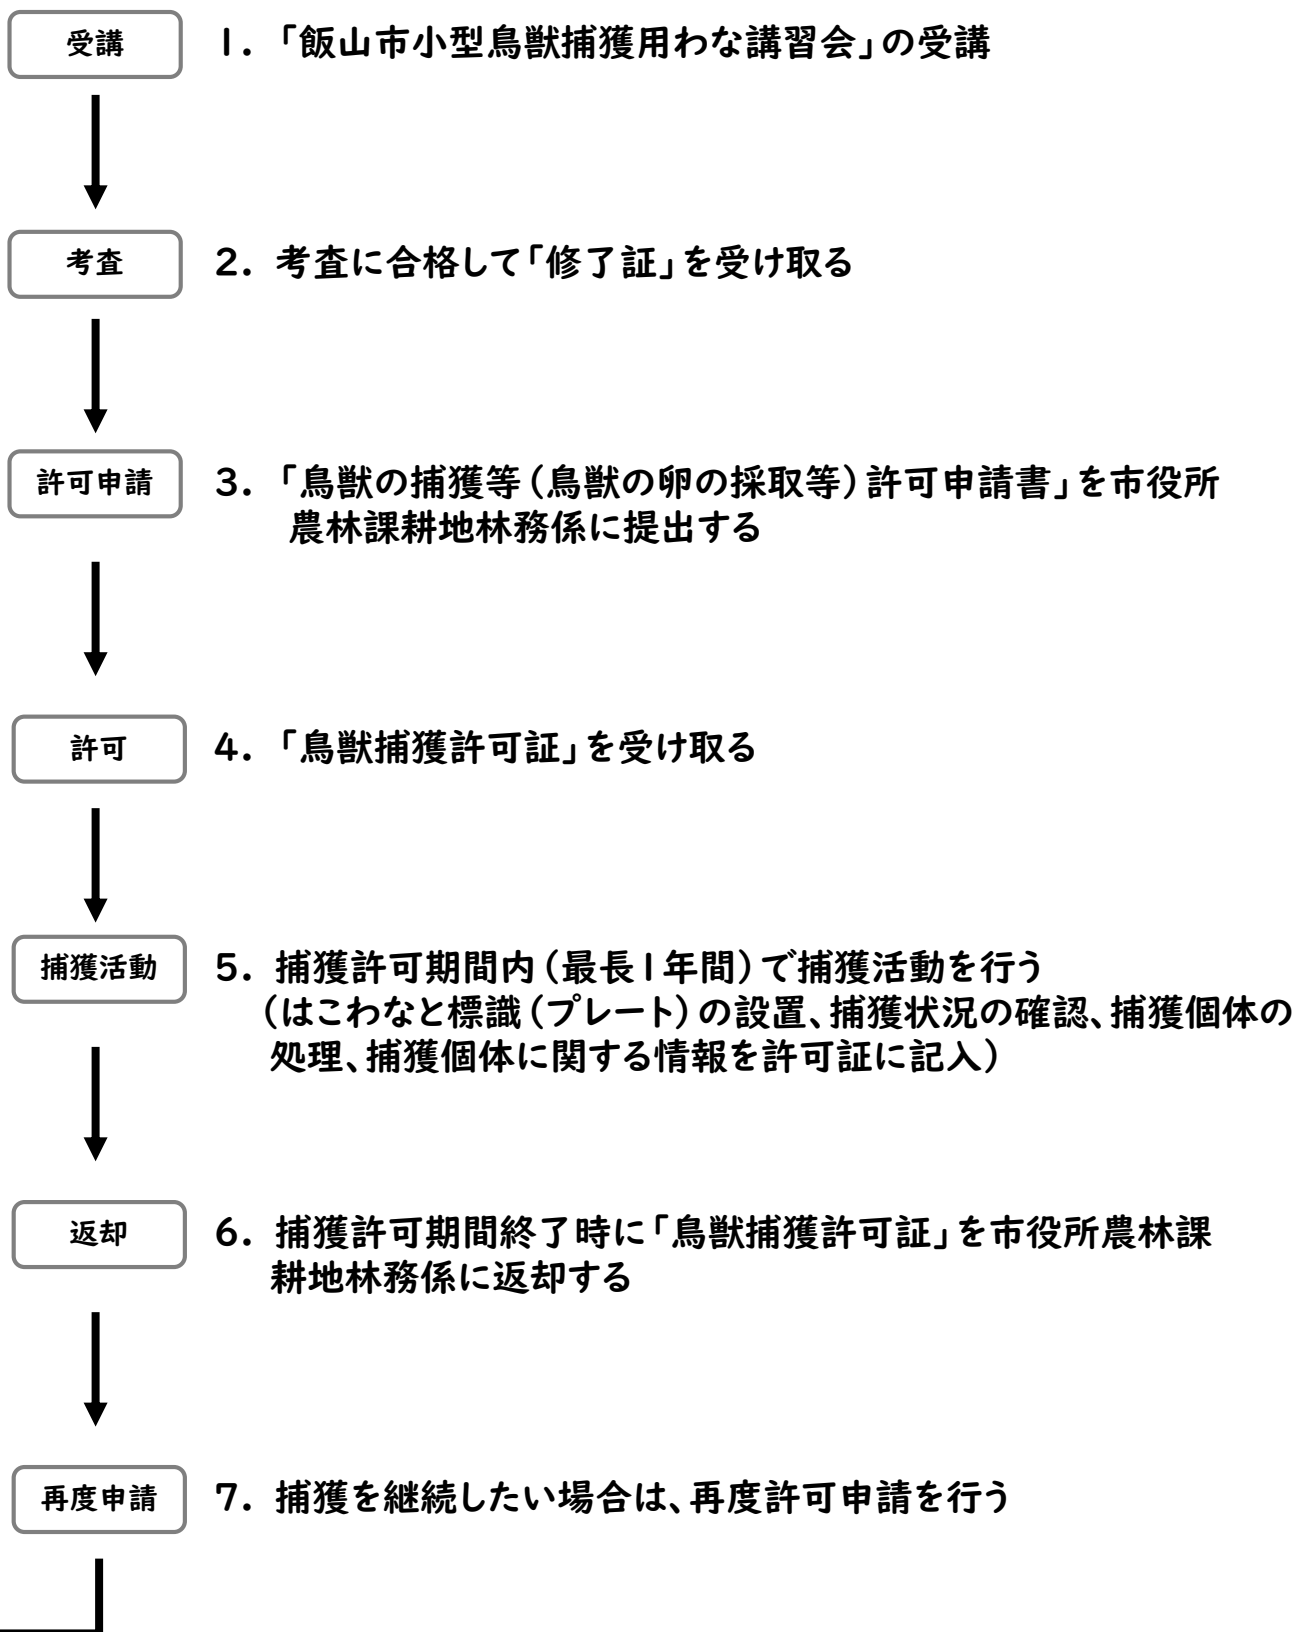 受講
1. 「飯山市小型鳥獣捕獲用わな講習会」の受講
考査
2. 考査に合格して「修了証」を受け取る
許可申請
3. 「鳥獣の捕獲等(鳥獣の卵の採取等)許可申請書」を市役所
農林課耕地林務係に提出する
許可
4. 「鳥獣捕獲許可証」を受け取る
捕獲活動
5. 捕獲許可期間内(最長1年間)で捕獲活動を行う
(はこわなと標識(プレート)の設置、捕獲状況の確認、捕獲個体の
処理、捕獲個体に関する情報を許可証に記入)
返却
6. 捕獲許可期間終了時に「鳥獣捕獲許可証」を市役所農林課
耕地林務係に返却する
再度申請
7. 捕獲を継続したい場合は、再度許可申請を行う